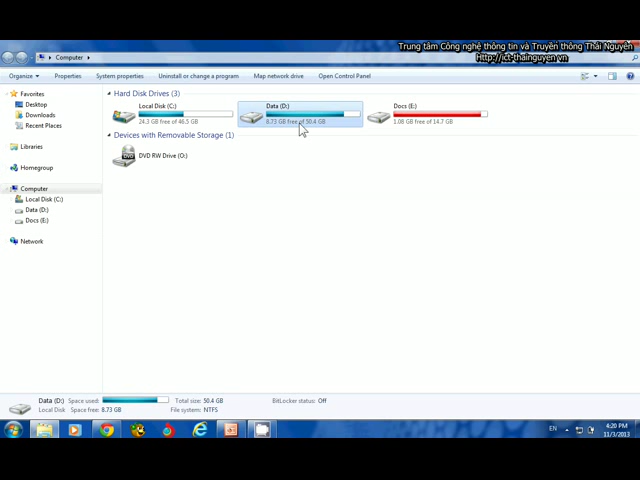 Trung tâm Công nghệ thông tin và Truyền thông Thái Nguyên
Http://ict-thainguyen.vn
Computer
Organize Properties System properties Uninstall or change a program Map network drive Open Control Panel
Favorites
Desktop
Downloads
Recent Places
Libraries
Homegroup
Computer
Local Disk (C:)
Data (D:)
Docs (E:)
Network
Hard Disk Drives (3)
Local Disk (C:)
24.3 GB free of 46.5 GB
Data (D:)
8.73 GB free of 50.4 GB
Docs (E:)
1.08 GB free of 14.7 GB
Devices with Removable Storage (1)
DVD
DVD RW Drive (O:)
Data (D:) Space used: Total size: 50.4 GB BitLocker status: Off
Local Disk Space free: 8.73 GB File system: NTFS
EN
4:20 PM
11/3/2013